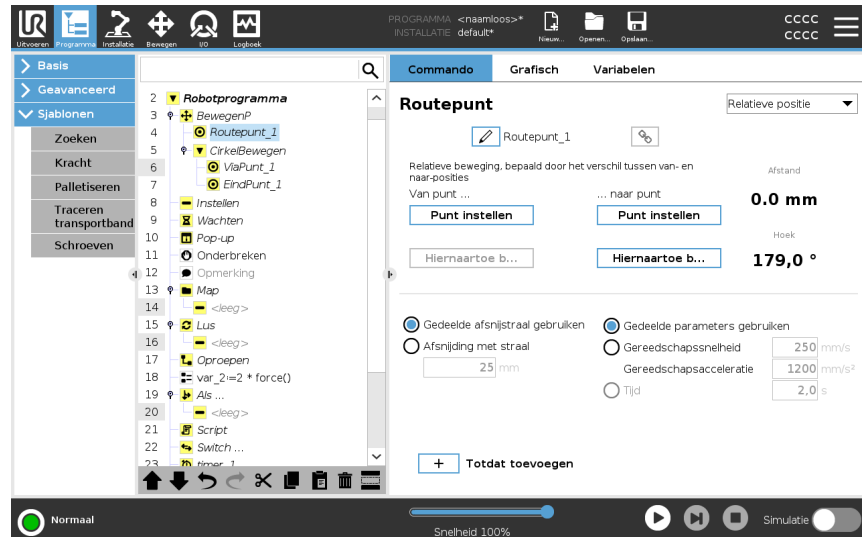 PROGRAMMA <naamloos>*
INSTALLATIE default*
Uitvoeren Programma Installatie Bewegen I/O Logboek
Nieuw... Openen... Opslaan...
CCCC
CCCC
Basis
Geavanceerd
Sjablonen
Zoeken
Kracht
Palletiseren
Traceren
transportband
Schroeven
2 Robotprogramma
3 BewegenP
4 Routepunt_1
5 CirkelBewegen
6 ViaPunt_1
7 EindPunt_1
8 Instellen
9 Wachten
10 Pop-up
11 Onderbreken
12 Opmerking
13 Map
14 <leeg>
15 Lus
16 <leeg>
17 Oproepen
18 var_2:=2 * force()
19 Als ...
20 <leeg>
21 Script
22 Switch ...
23 timer_1
Commando Grafisch Variabelen
Routepunt
Relatieve positie
Routepunt_1
Relatieve beweging, bepaald door het verschil tussen van- en
naar-posities
Van punt ... ... naar punt
Punt instellen Punt instellen
Hiernaartoe b... Hiernaartoe b...
Afstand
0.0 mm
Hoek
179,0 °
Gedeelde afsnijstraal gebruiken
Afsnijding met straal
25 mm
Gedeelde parameters gebruiken
Gereedschapssnelheid 250 mm/s
Gereedschapsacceleratie 1200 mm/s²
Tijd 2,0 s
+ Totdat toevoegen
Normaal
Snelheid 100%
Simulatie